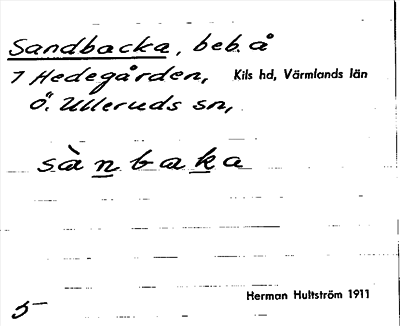 Sandbacka, beb. å
7 Hedegården, Kils hd, Värmlands län
Ö. Ulleruds sn,
sànbaka
Herman Hultström 1911
5-